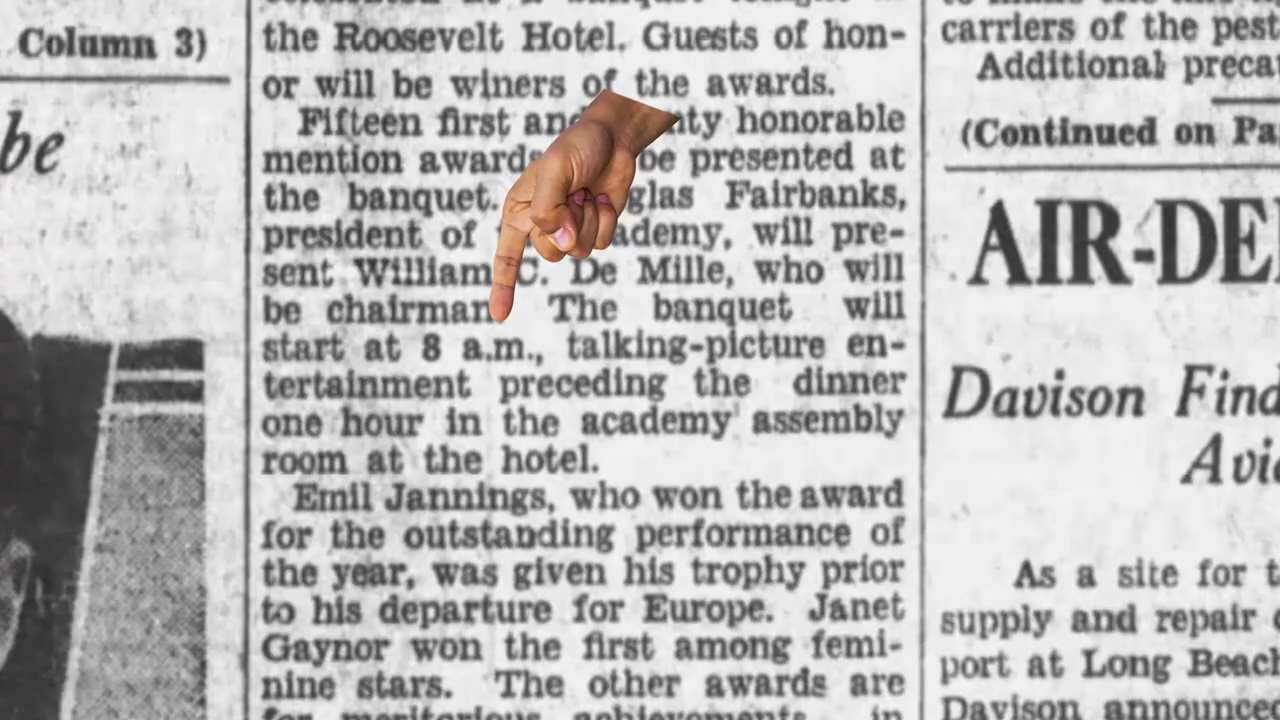 Column 3)
be
the Roosevelt Hotel. Guests of hon-
or will be winers of the awards.
Fifteen first and honorable
mention awards be presented at
the banquet. Fairbanks,
president of will pre-
sent William C. De Mille, who will
be chairman The banquet will
start at 8 a.m., talking-picture en-
tertainment preceding the dinner
one hour in the academy assembly
room at the hotel.
Emil Jannings, who won the award
for the outstanding performance of
the year, was given his trophy prior
to his departure for Europe. Janet
Gaynor won the first among femi-
nine stars. The other awards are
for meritorious achievements in
carriers of the pest
Additional preca
(Continued on Pa
AIR-DE
Davison Find
Avi
As a site for t
supply and repair
port at Long Beach
Davison announced